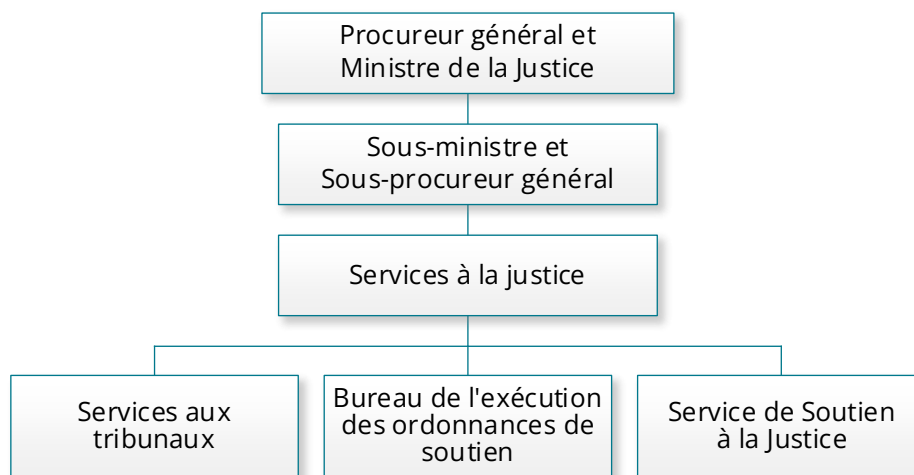 Procureur général et
Ministre de la Justice
Sous-ministre et
Sous-procureur général
Services à la justice
Services aux
tribunaux
Bureau de l'exécution
des ordonnances de
soutien
Service de Soutien
à la Justice